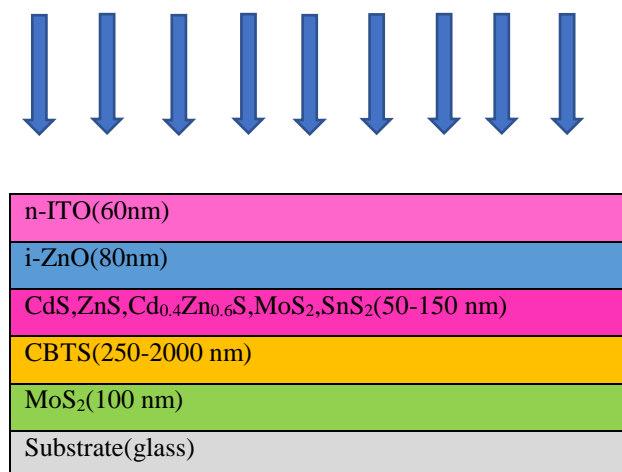 n-ITO(60nm)
i-ZnO(80nm)
CdS,ZnS,Cd₀.₄Zn₀.₆S,MoS₂,SnS₂(50-150 nm)
CBTS(250-2000 nm)
MoS₂(100 nm)
Substrate(glass)